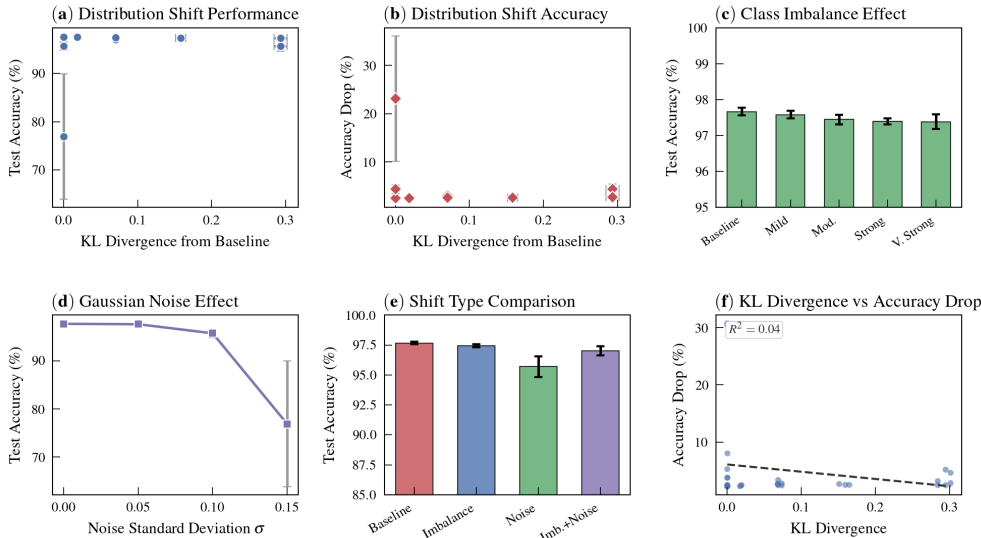 (a) Distribution Shift Performance
Test Accuracy (%)
90
80
70
0.0 0.1 0.2 0.3
KL Divergence from Baseline
(b) Distribution Shift Accuracy
Accuracy Drop (%)
30
20
10
0.0 0.1 0.2 0.3
KL Divergence from Baseline
(c) Class Imbalance Effect
Test Accuracy (%)
100
99
98
97
96
95
Baseline Mild Mod. Strong V. Strong
(d) Gaussian Noise Effect
Test Accuracy (%)
90
80
70
0.00 0.05 0.10 0.15
Noise Standard Deviation σ
(e) Shift Type Comparison
Test Accuracy (%)
100.0
97.5
95.0
92.5
90.0
87.5
85.0
Baseline Imbalance Noise Imb.+Noise
(f) KL Divergence vs Accuracy Drop
Accuracy Drop (%)
30
20
10
R² = 0.04
0.0 0.1 0.2 0.3
KL Divergence